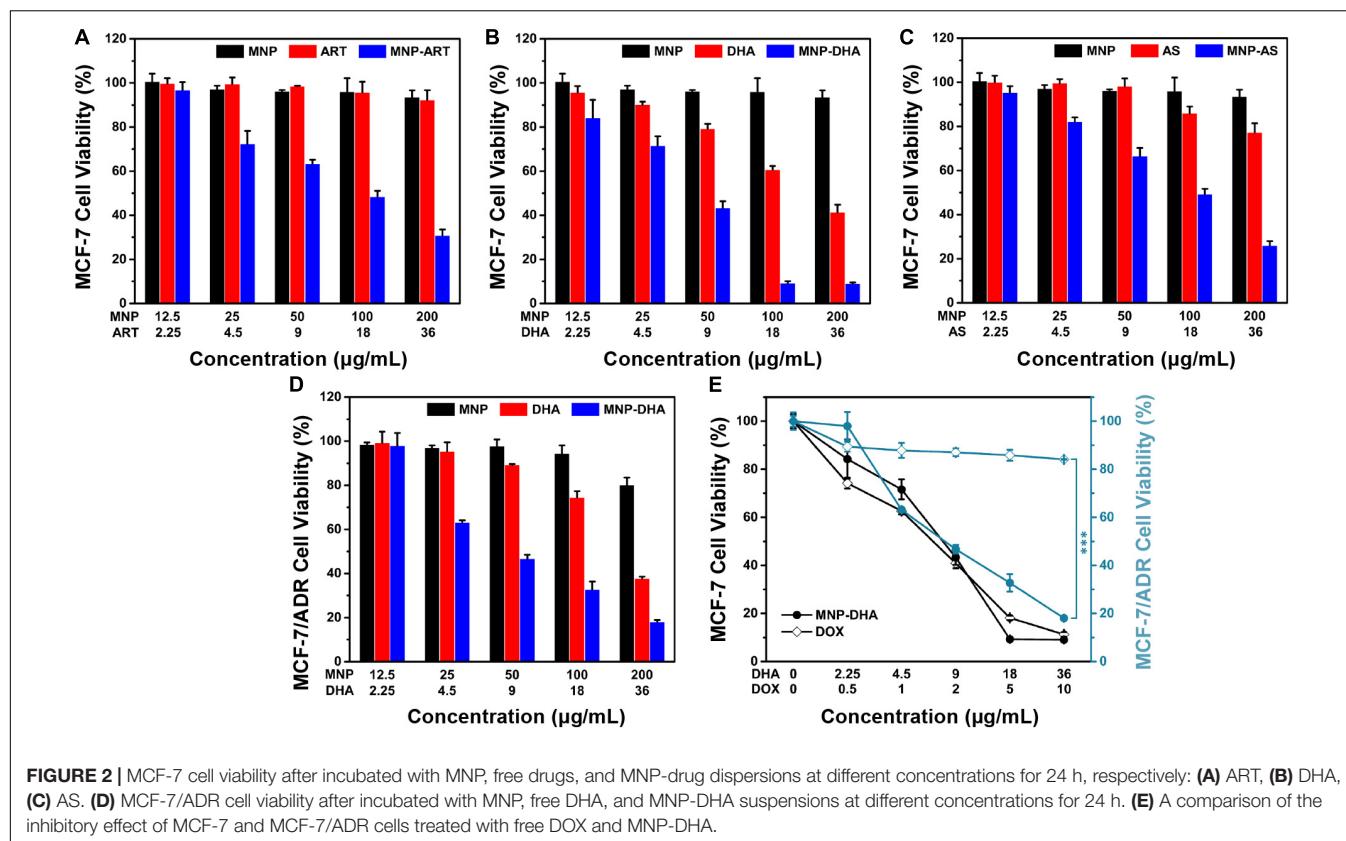 A
MNP ART MNP-ART
MCF-7 Cell Viability (%)
120
100
80
60
40
20
0
MNP 12.5 25 50 100 200
ART 2.25 4.5 9 18 36
Concentration (µg/mL)
B
MNP DHA MNP-DHA
MCF-7 Cell Viability (%)
120
100
80
60
40
20
0
MNP 12.5 25 50 100 200
DHA 2.25 4.5 9 18 36
Concentration (µg/mL)
C
MNP AS MNP-AS
MCF-7 Cell Viability (%)
120
100
80
60
40
20
0
MNP 12.5 25 50 100 200
AS 2.25 4.5 9 18 36
Concentration (µg/mL)
D
MNP DHA MNP-DHA
MCF-7/ADR Cell Viability (%)
120
100
80
60
40
20
0
MNP 12.5 25 50 100 200
DHA 2.25 4.5 9 18 36
Concentration (µg/mL)
E
MCF-7 Cell Viability (%)
100
80
60
40
20
0
MNP-DHA
DOX
***
100
80
60
40
20
0
MCF-7/ADR Cell Viability (%)
DHA 0 2.25 4.5 9 18 36
DOX 0 0.5 1 2 5 10
Concentration (µg/mL)
FIGURE 2 | MCF-7 cell viability after incubated with MNP, free drugs, and MNP-drug dispersions at different concentrations for 24 h, respectively: (A) ART, (B) DHA,
(C) AS. (D) MCF-7/ADR cell viability after incubated with MNP, free DHA, and MNP-DHA suspensions at different concentrations for 24 h. (E) A comparison of the
inhibitory effect of MCF-7 and MCF-7/ADR cells treated with free DOX and MNP-DHA.